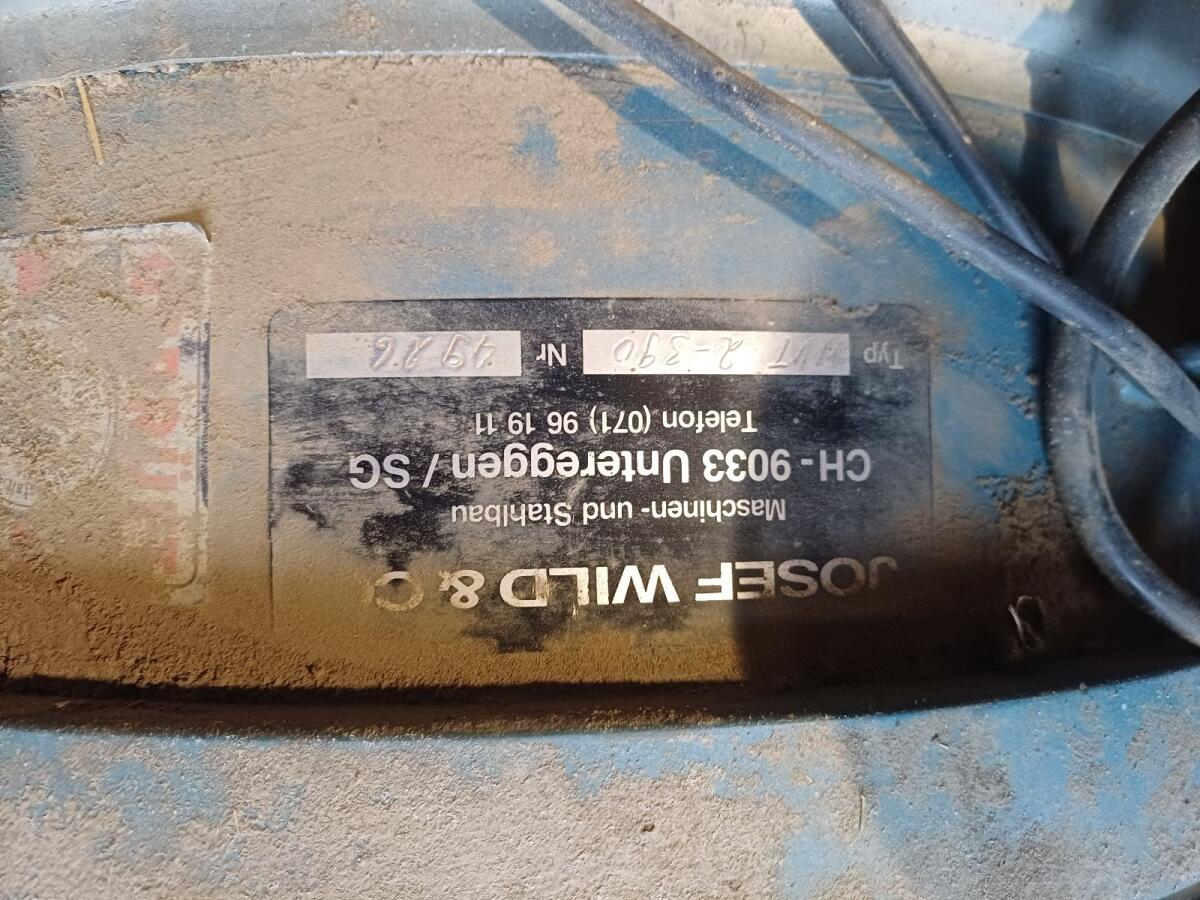 JOSEF WILD & C
Maschinen- und Stahlbau
CH - 9033 Untereggen / SG
Telefon (071) 96 19 11
Typ WVT 2-390 Nr 4926